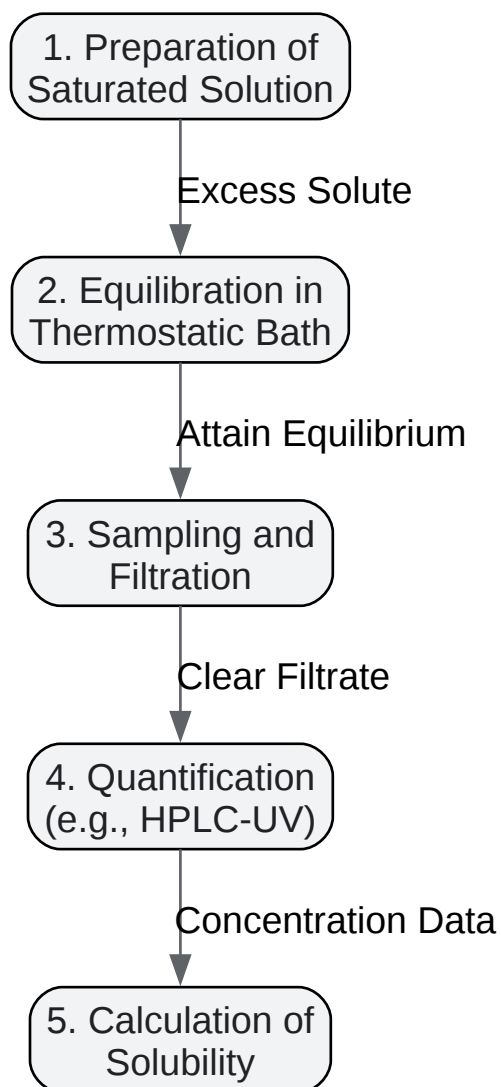 1. Preparation of
Saturated Solution
Excess Solute
2. Equilibration in
Thermostatic Bath
Attain Equilibrium
3. Sampling and
Filtration
Clear Filtrate
4. Quantification
(e.g., HPLC-UV)
Concentration Data
5. Calculation of
Solubility